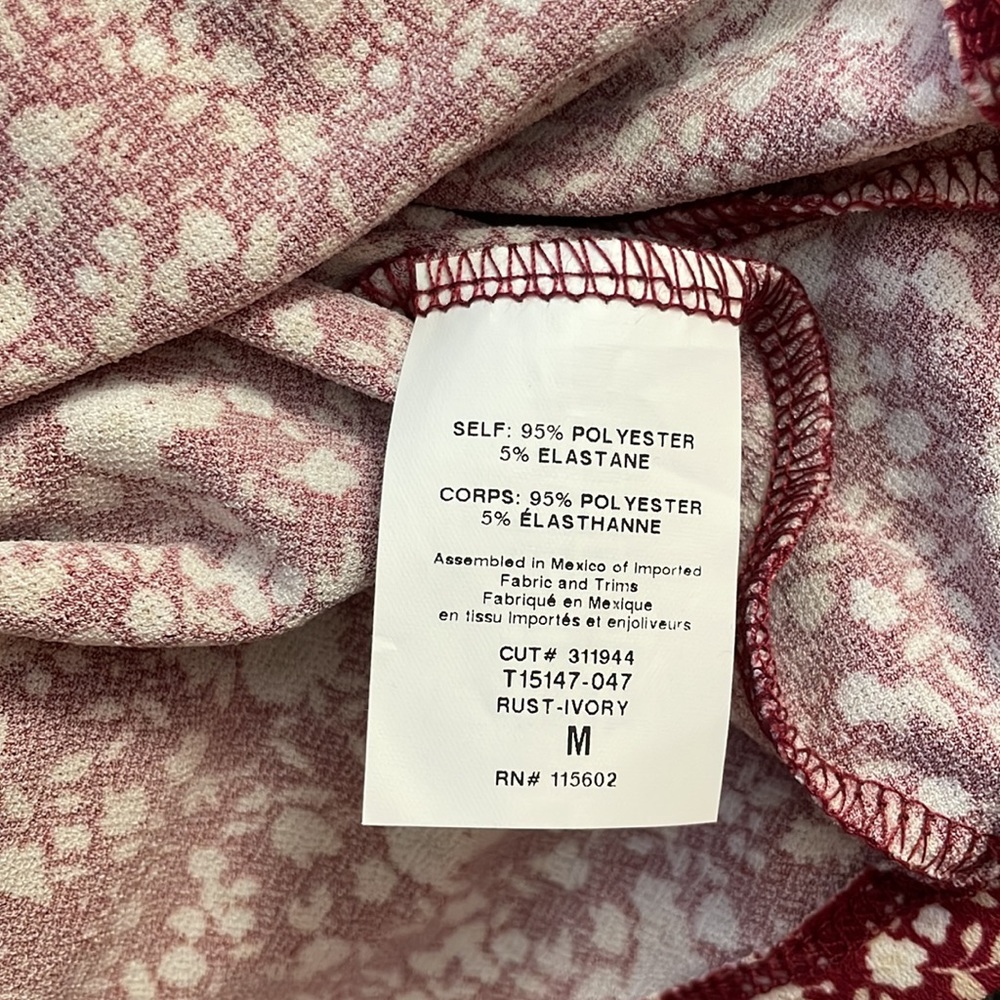 SELF: 95% POLYESTER
5% ELASTANE
CORPS: 95% POLYESTER
5% ÉLASTHANNE
Assembled in Mexico of Imported
Fabric and Trims
Fabriqué en Mexique
en tissu Importés et enjoliveurs
CUT# 311944
T15147-047
RUST-IVORY
M
RN# 115602